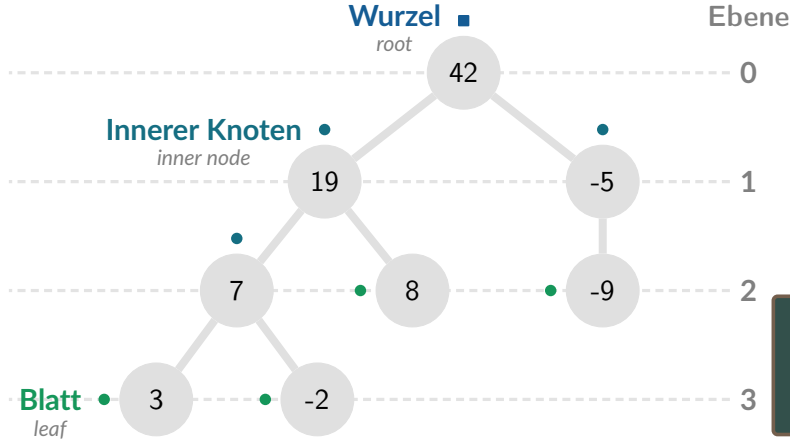 Wurzel
root
Ebene
42
0
Innerer Knoten
inner node
19
-5
1
7
8
-9
2
Blatt
leaf
3
-2
3